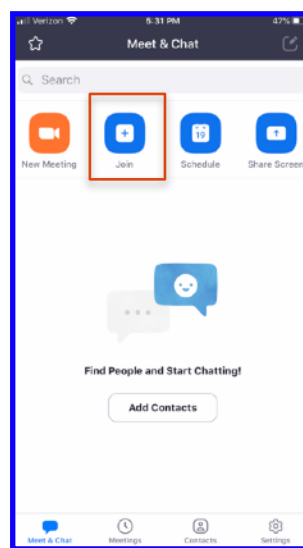 Verizon 5:31 PM 47%
Meet & Chat
Search
New Meeting Join Schedule Share Screen
19
Find People and Start Chatting!
Add Contacts
Meet & Chat Meetings Contacts Settings